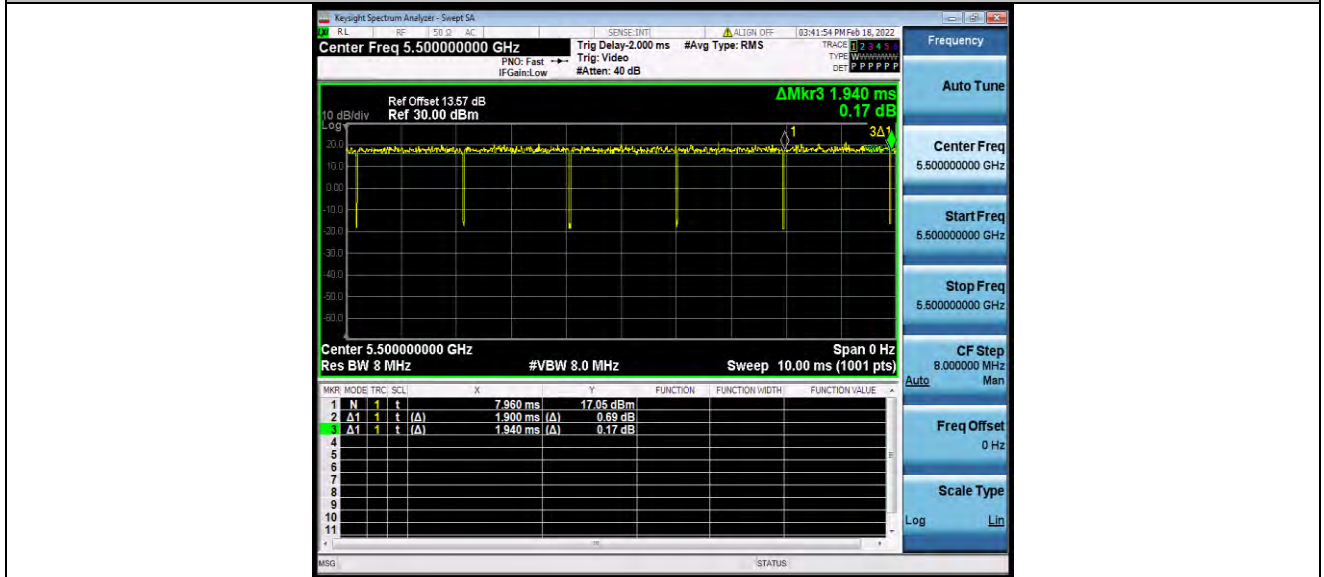 Keysight Spectrum Analyzer - Swept SA
RL RF 50 Ω AC SENSE:INT ALIGN OFF 03:41:54 PM Feb 18, 2022
Center Freq 5.500000000 GHz
PNO: Fast
IFGain:Low
Trig Delay-2.000 ms
Trig: Video
#Atten: 40 dB
#Avg Type: RMS
TRACE 1 2 3 4 5 6
TYPE
DET P P P P P P
ΔMkr3 1.940 ms
0.17 dB
Ref Offset 13.57 dB
10 dB/div Ref 30.00 dBm
Log
20.0
10.0
0.00
-10.0
-20.0
-30.0
-40.0
-50.0
-60.0
1
3Δ1
Center 5.500000000 GHz Span 0 Hz
Res BW 8 MHz #VBW 8.0 MHz Sweep 10.00 ms (1001 pts)
MKR MODE TRC SCL X Y FUNCTION FUNCTION WIDTH FUNCTION VALUE
1 N 1 t 7.960 ms 17.05 dBm
2 Δ1 1 t (Δ) 1.900 ms (Δ) 0.69 dB
3 Δ1 1 t (Δ) 1.940 ms (Δ) 0.17 dB
4
5
6
7
8
9
10
11
MSG STATUS
Frequency
Auto Tune
Center Freq
5.500000000 GHz
Start Freq
5.500000000 GHz
Stop Freq
5.500000000 GHz
CF Step
8.000000 MHz
Auto Man
Freq Offset
0 Hz
Scale Type
Log Lin